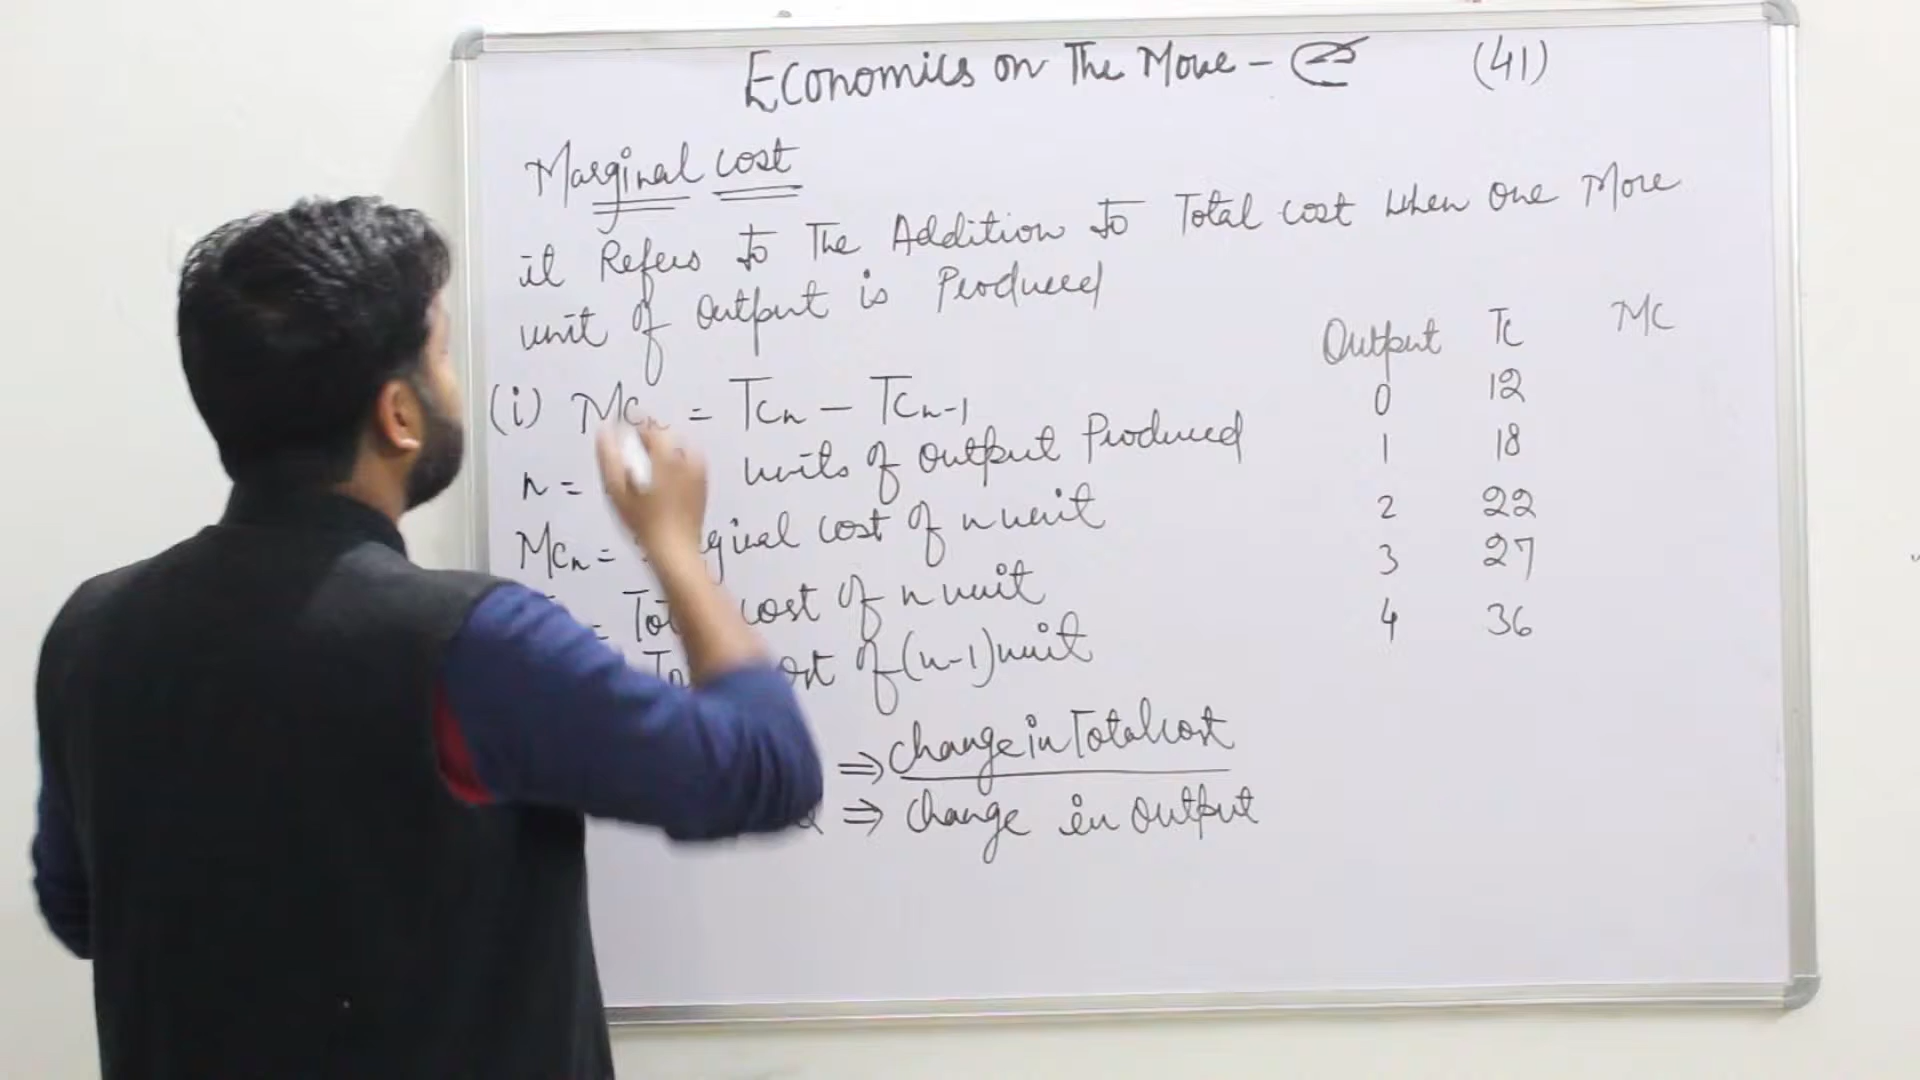 Economics on The Move - (41)
Marginal cost
it Refers to The Addition to Total cost when one More
unit of output is Produced
(i) MCn = TCn - TCn-1
n = units of output Produced
MCn = cost of n unit
= cost of n unit
of (n-1) unit
⇒ change in Total cost
⇒ change in output
Output TC MC
0 12
1 18
2 22
3 27
4 36